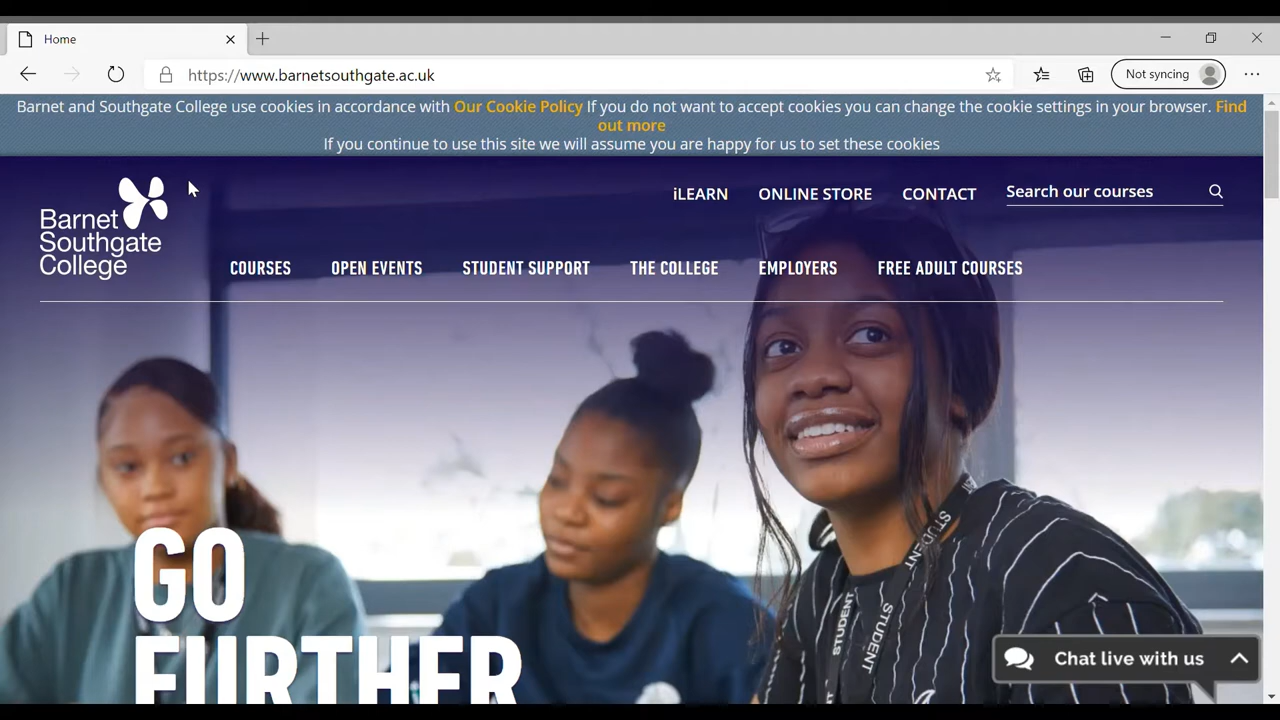 Home
https://www.barnetsouthgate.ac.uk
Not syncing
Barnet and Southgate College use cookies in accordance with Our Cookie Policy If you do not want to accept cookies you can change the cookie settings in your browser. Find
out more
If you continue to use this site we will assume you are happy for us to set these cookies
Barnet
Southgate
College
iLEARN
ONLINE STORE
CONTACT
Search our courses
COURSES
OPEN EVENTS
STUDENT SUPPORT
THE COLLEGE
EMPLOYERS
FREE ADULT COURSES
GO
FURTHER
STUDENT
STUDENT
STUDENT
Chat live with us